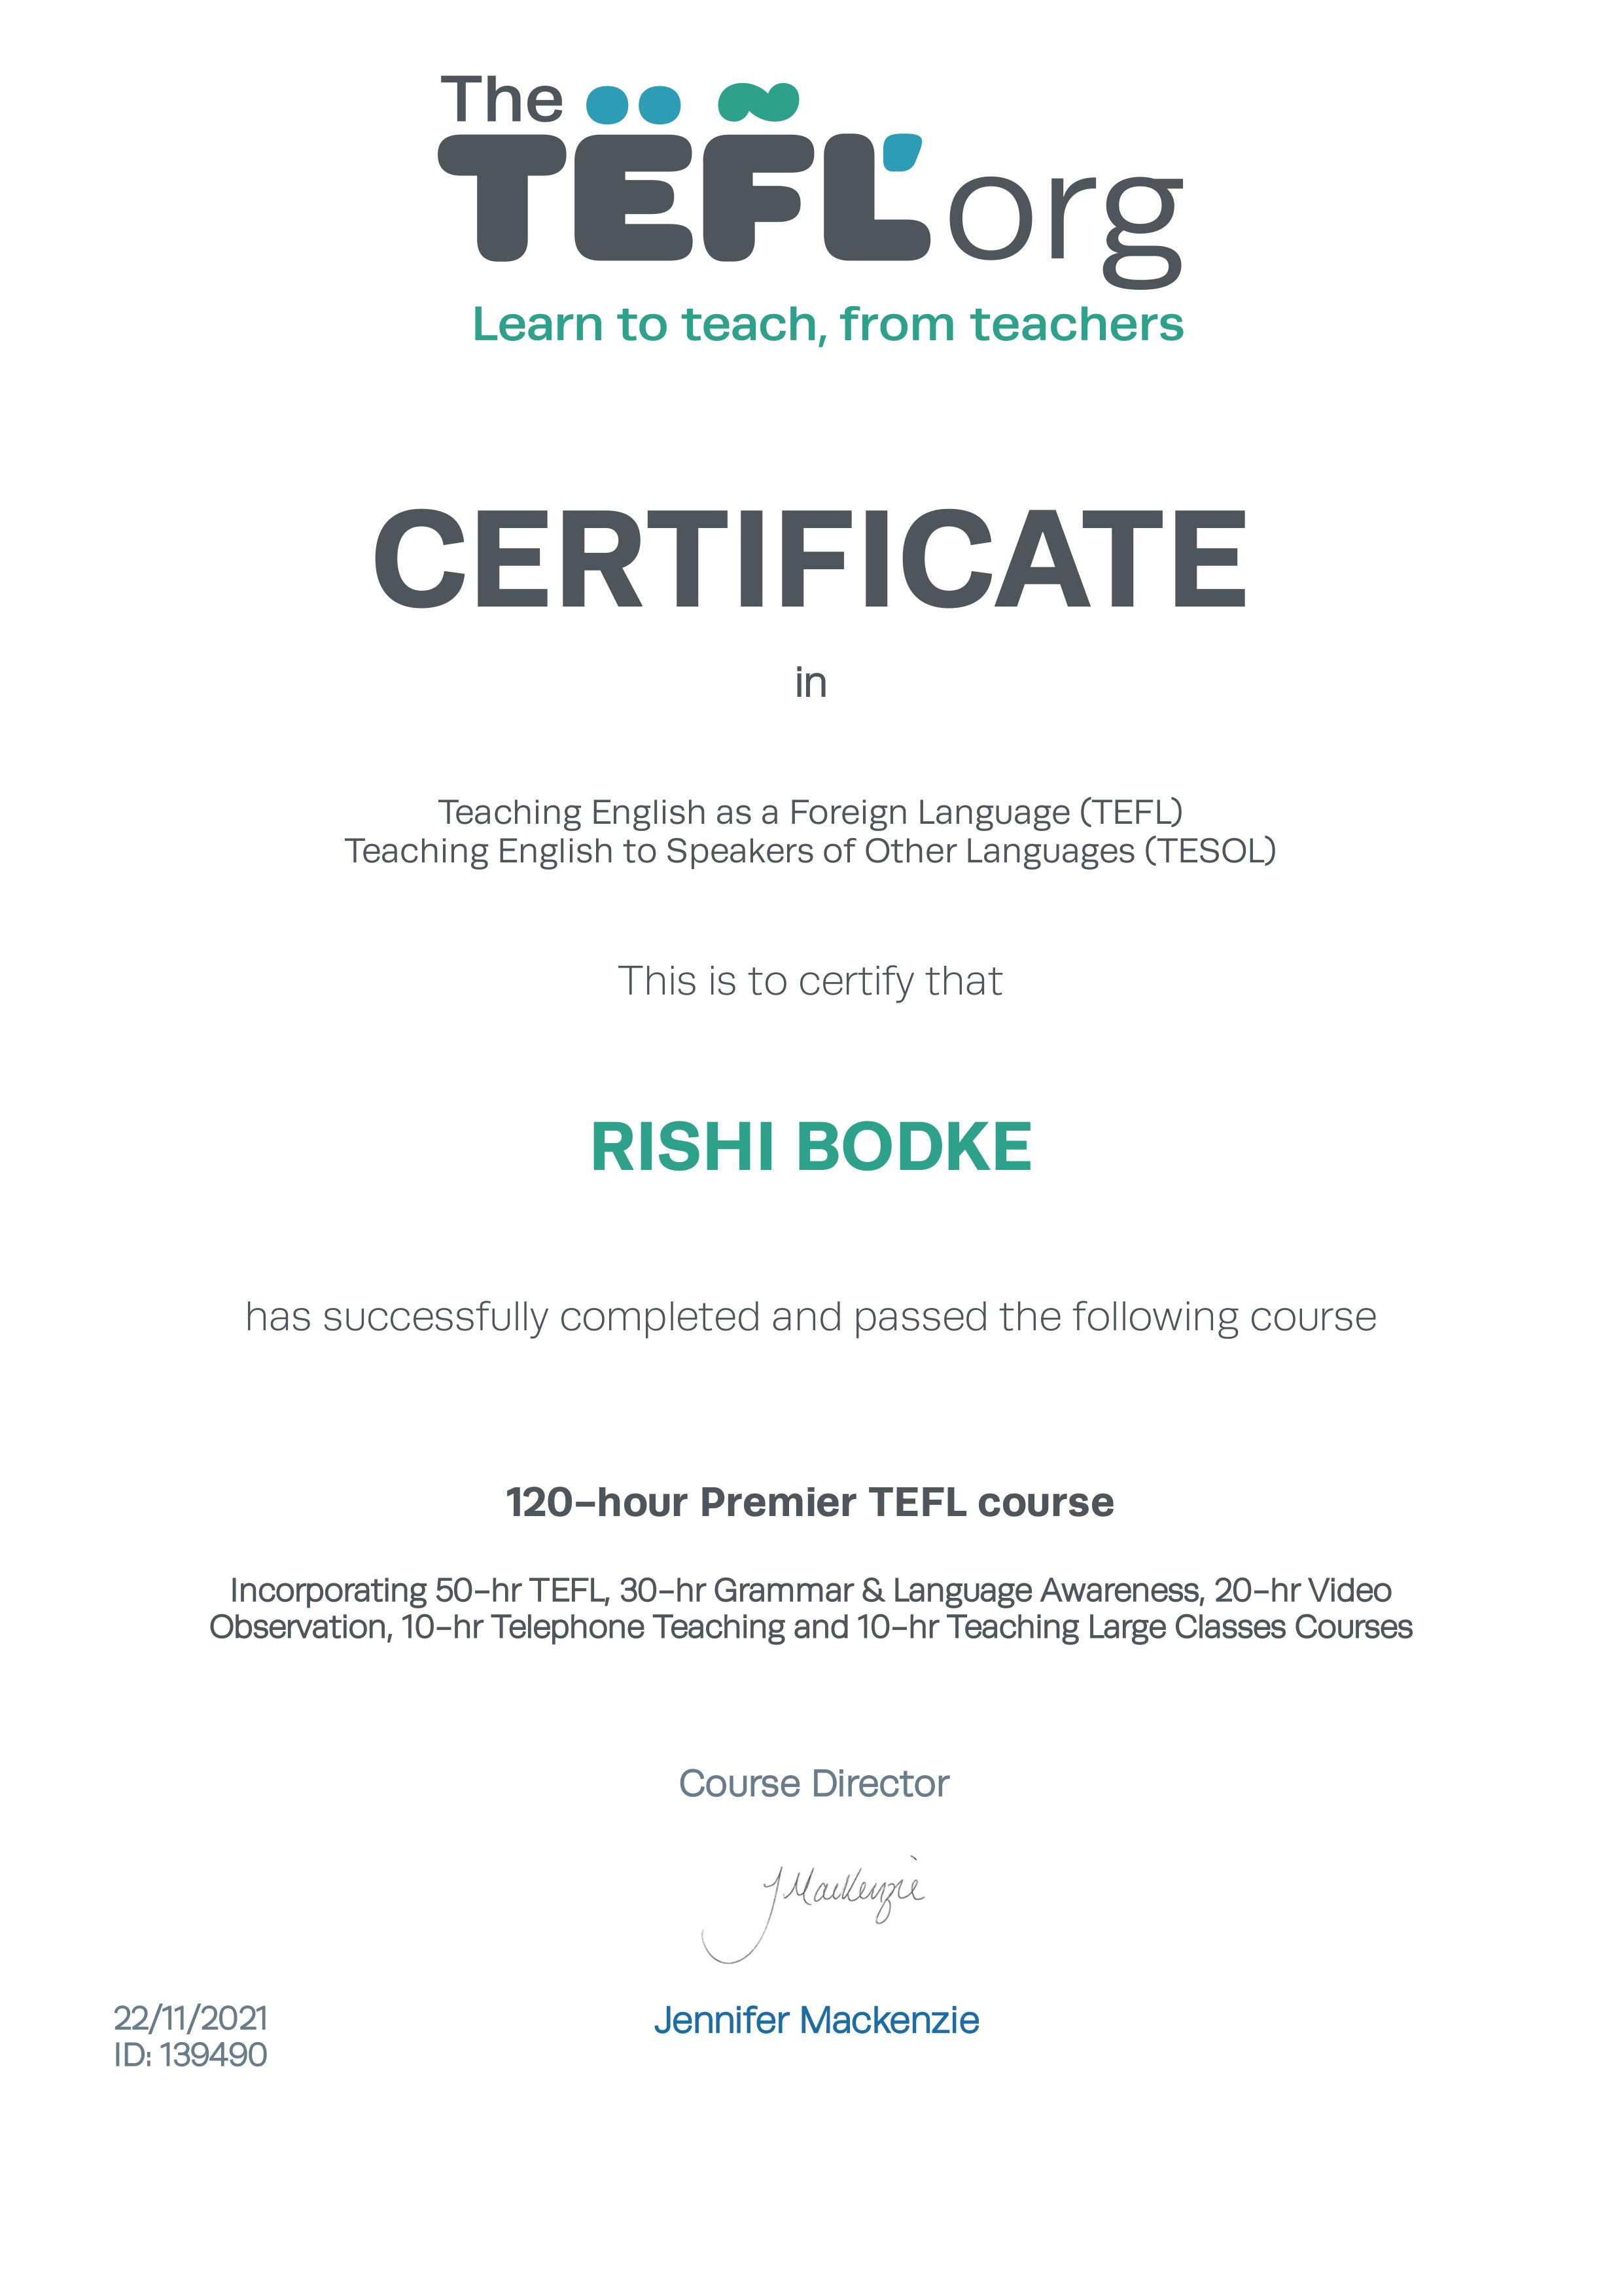 The
TËF̃Ľorg
Learn to teach, from teachers
CERTIFICATE
in
Teaching English as a Foreign Language (TEFL)
Teaching English to Speakers of Other Languages (TESOL)
This is to certify that
RISHI BODKE
has successfully completed and passed the following course
120-hour Premier TEFL course
Incorporating 50-hr TEFL, 30-hr Grammar & Language Awareness, 20-hr Video
Observation, 10-hr Telephone Teaching and 10-hr Teaching Large Classes Courses
Course Director
JMacKenzie
Jennifer Mackenzie
22/11/2021
ID: 139490